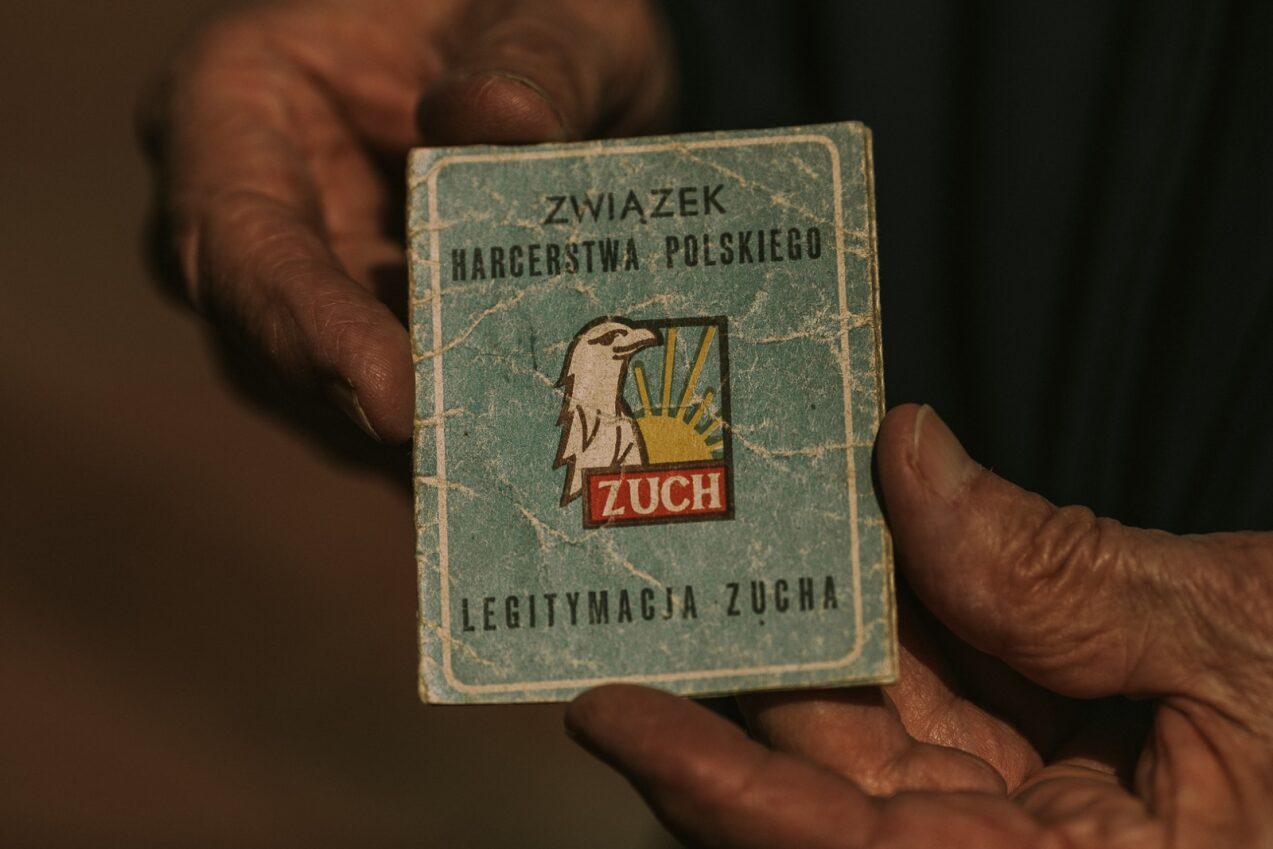 ZWIĄZEK
HARCERSTWA POLSKIEGO
ZUCH
LEGITYMACJA ZUCHA